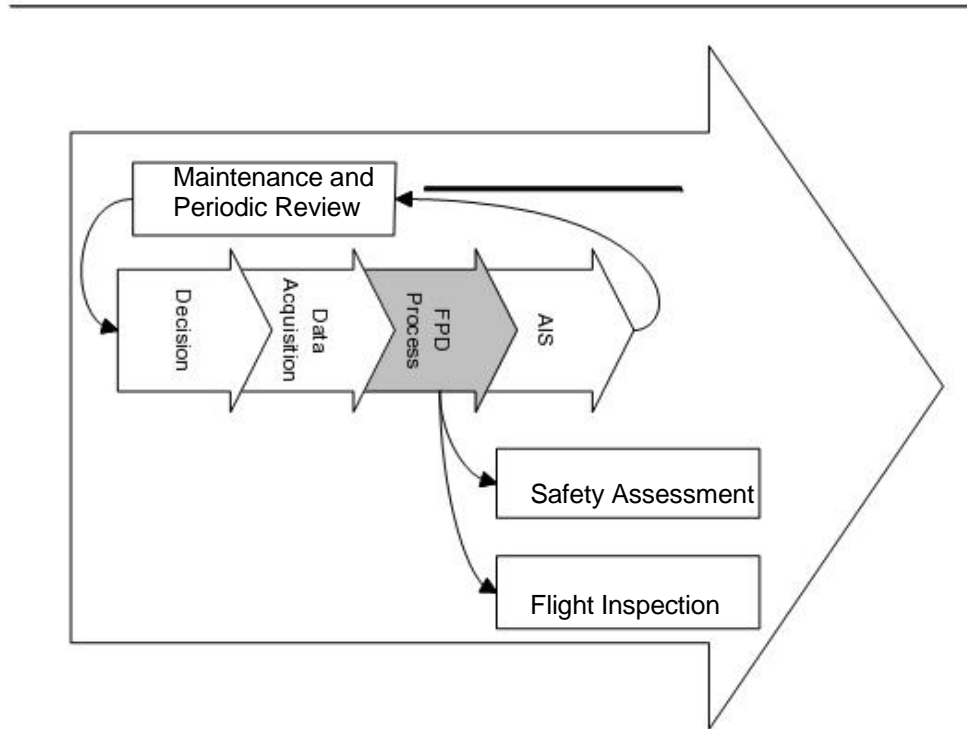 Maintenance and
Periodic Review
Decision
Data
Acquisition
FPD
Process
AIS
Safety Assessment
Flight Inspection